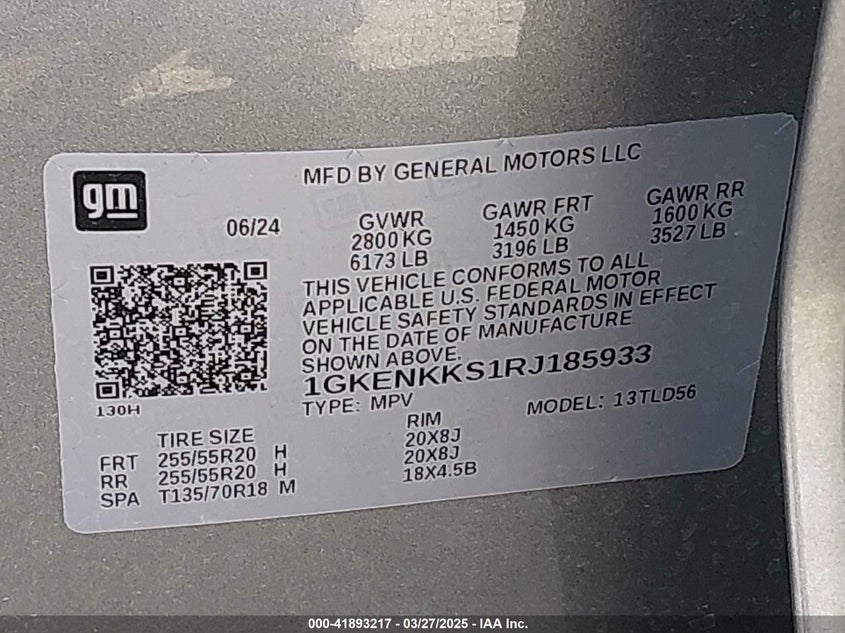 MFD BY GENERAL MOTORS LLC
gm
06/24
GVWR GAWR FRT GAWR RR
2800 KG 1450 KG 1600 KG
6173 LB 3196 LB 3527 LB
THIS VEHICLE CONFORMS TO ALL
APPLICABLE U.S. FEDERAL MOTOR
VEHICLE SAFETY STANDARDS IN EFFECT
ON THE DATE OF MANUFACTURE
SHOWN ABOVE.
1GKENKKS1RJ185933
TYPE: MPV MODEL: 13TLD56
130H
TIRE SIZE RIM
FRT 255/55R20 H 20X8J
RR 255/55R20 H 20X8J
SPA T135/70R18 M 18X4.5B
000-41893217 - 03/27/2025 - IAA Inc.